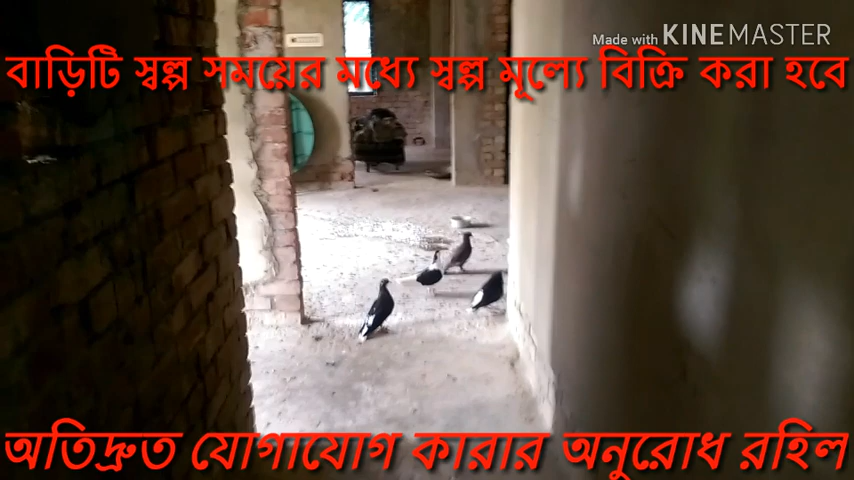 Made with KINEMASTER
বাড়িটি স্বল্প সময়ের মধ্যে স্বল্প মূল্যে বিক্রি করা হবে
অতিদ্রুত যোগাযোগ কারার অনুরোধ রহিল